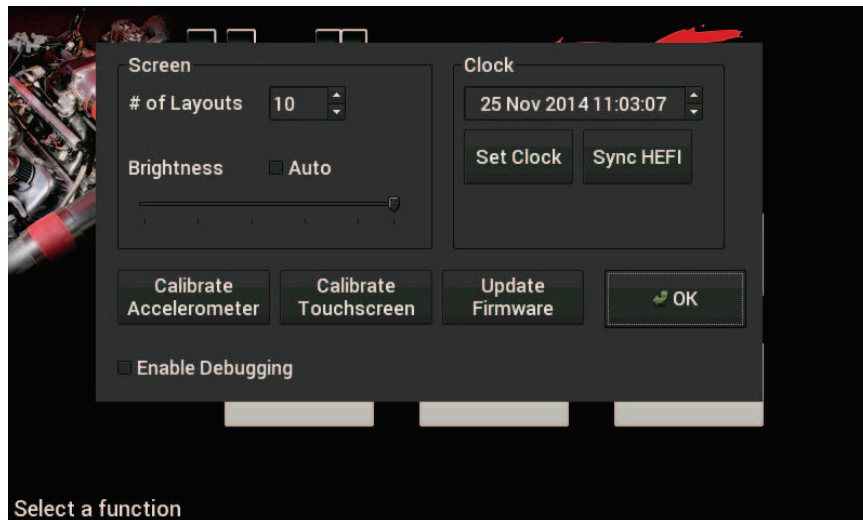 Screen
# of Layouts 10
Brightness Auto
Clock
25 Nov 2014 11:03:07
Set Clock Sync HEFI
Calibrate
Accelerometer
Calibrate
Touchscreen
Update
Firmware
OK
Enable Debugging
Select a function